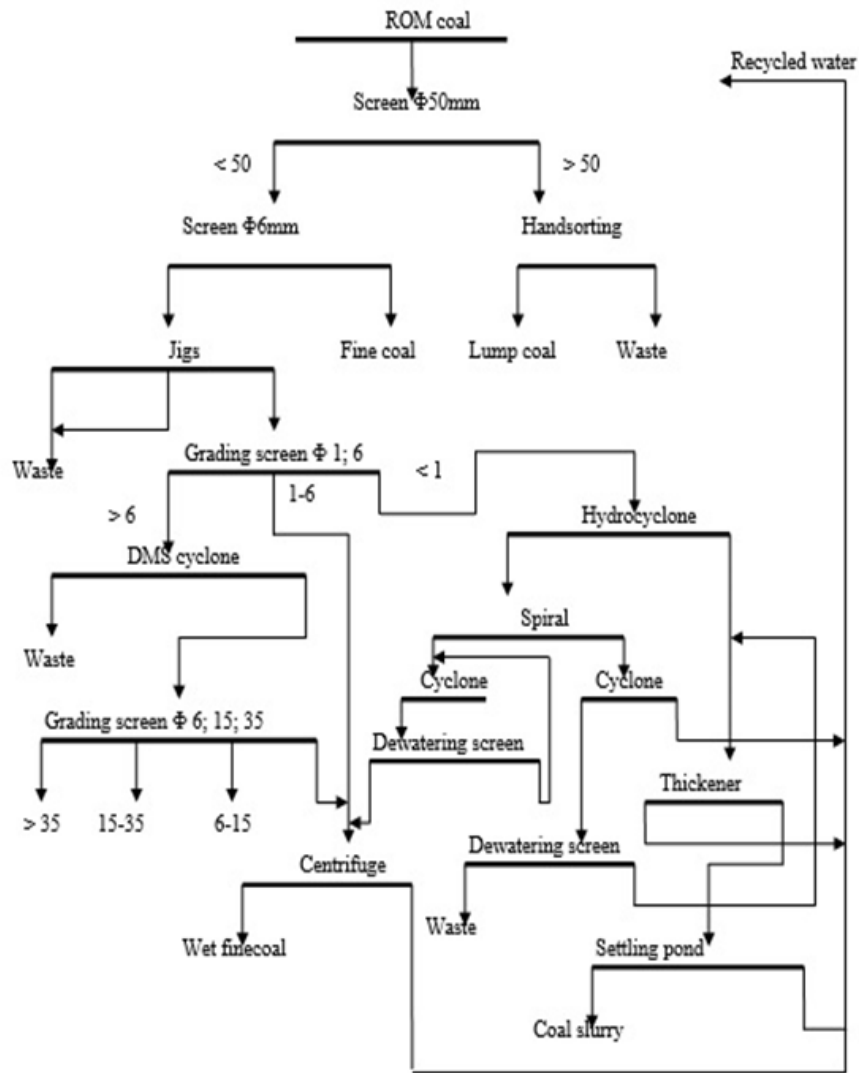 ROM coal
Recycled water
Screen Φ50mm
< 50
> 50
Screen Φ6mm
Handsorting
Jigs
Fine coal
Lump coal
Waste
Waste
Grading screen Φ 1; 6
< 1
1-6
> 6
Hydrocyclone
DMS cyclone
Spiral
Waste
Cyclone
Cyclone
Grading screen Φ 6; 15; 35
Dewatering screen
Thickener
> 35
15-35
6-15
Dewatering screen
Centrifuge
Waste
Wet finecoal
Settling pond
Coal slurry